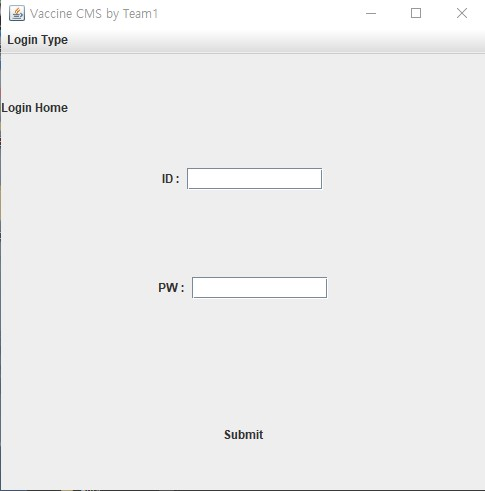 Vaccine CMS by Team1
Login Type
Login Home
ID :
PW :
Submit